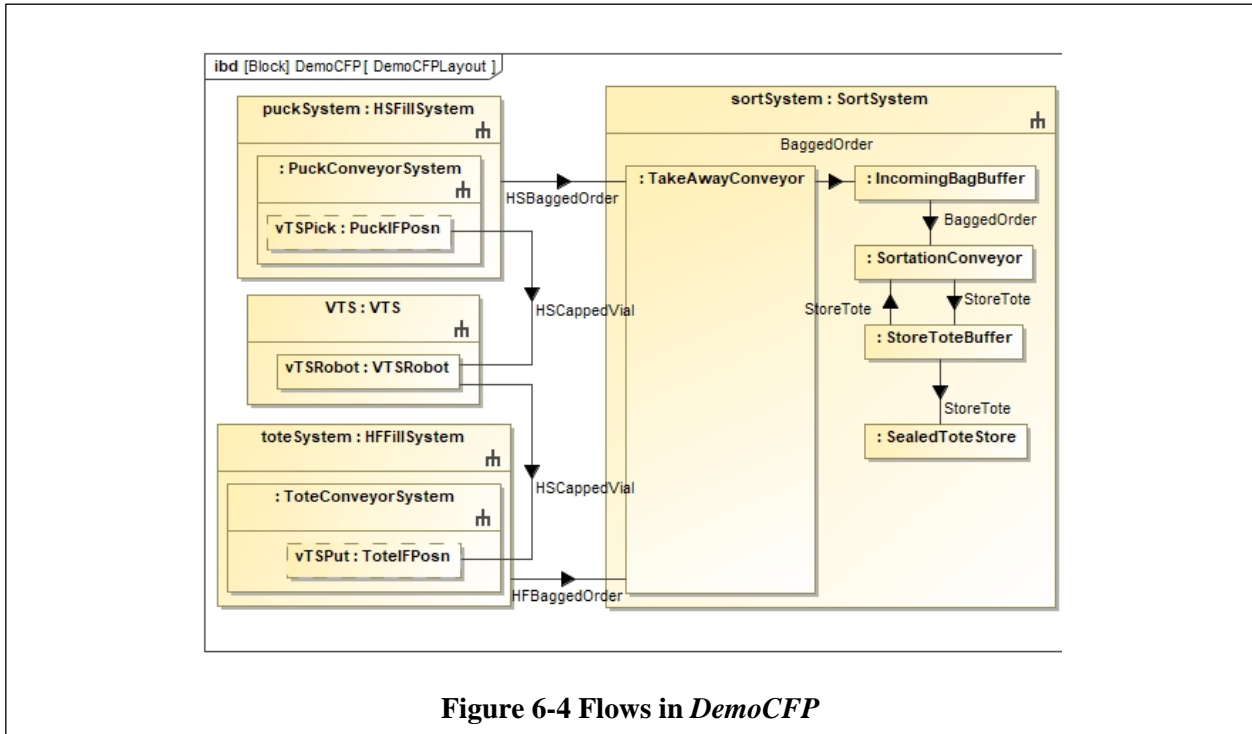 ibd [Block] DemoCFP[ DemoCFPLayout ]
puckSystem : HSFillSystem
: PuckConveyorSystem
vTSPick : PuckIFPosn
HSBaggedOrder
HSCappedVial
VTS : VTS
vTSRobot : VTSRobot
HSCappedVial
toteSystem : HFFillSystem
: ToteConveyorSystem
vTSPut : ToteIFPosn
HFBaggedOrder
sortSystem : SortSystem
BaggedOrder
: TakeAwayConveyor
: IncomingBagBuffer
BaggedOrder
: SortationConveyor
StoreTote
StoreTote
: StoreToteBuffer
StoreTote
: SealedToteStore
Figure 6-4 Flows in DemoCFP